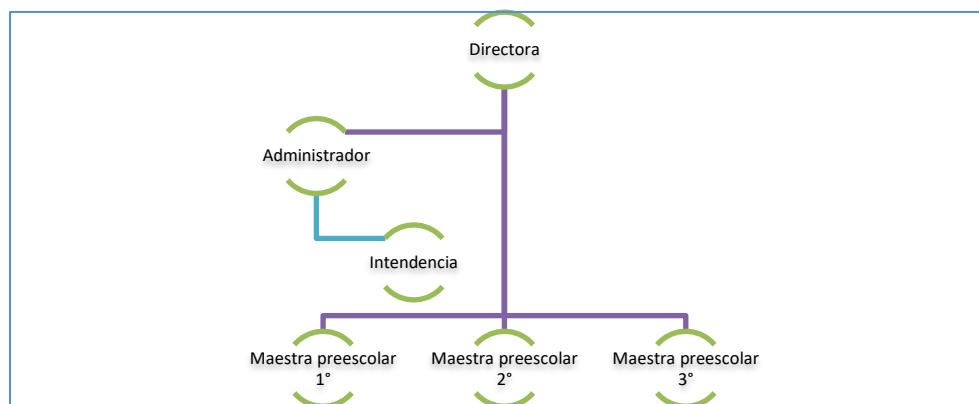 Directora
Administrador
Intendencia
Maestra preescolar
1°
Maestra preescolar
2°
Maestra preescolar
3°